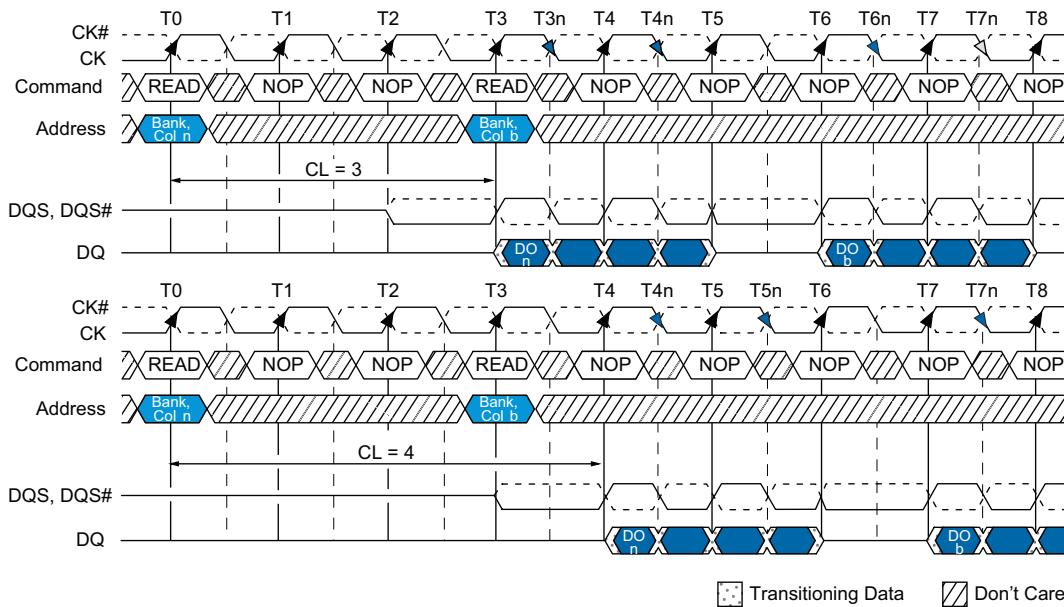 T0 T1 T2 T3 T3n T4 T4n T5 T6 T6n T7 T7n T8
CK#
CK
Command READ NOP NOP READ NOP NOP NOP NOP NOP
Address Bank, Col n Bank, Col b
CL = 3
DQS, DQS#
DQ DO n DO b
T0 T1 T2 T3 T4 T4n T5 T5n T6 T7 T7n T8
CK#
CK
Command READ NOP NOP READ NOP NOP NOP NOP NOP
Address Bank, Col n Bank, Col b
CL = 4
DQS, DQS#
DQ DO n DO b
Transitioning Data Don't Care